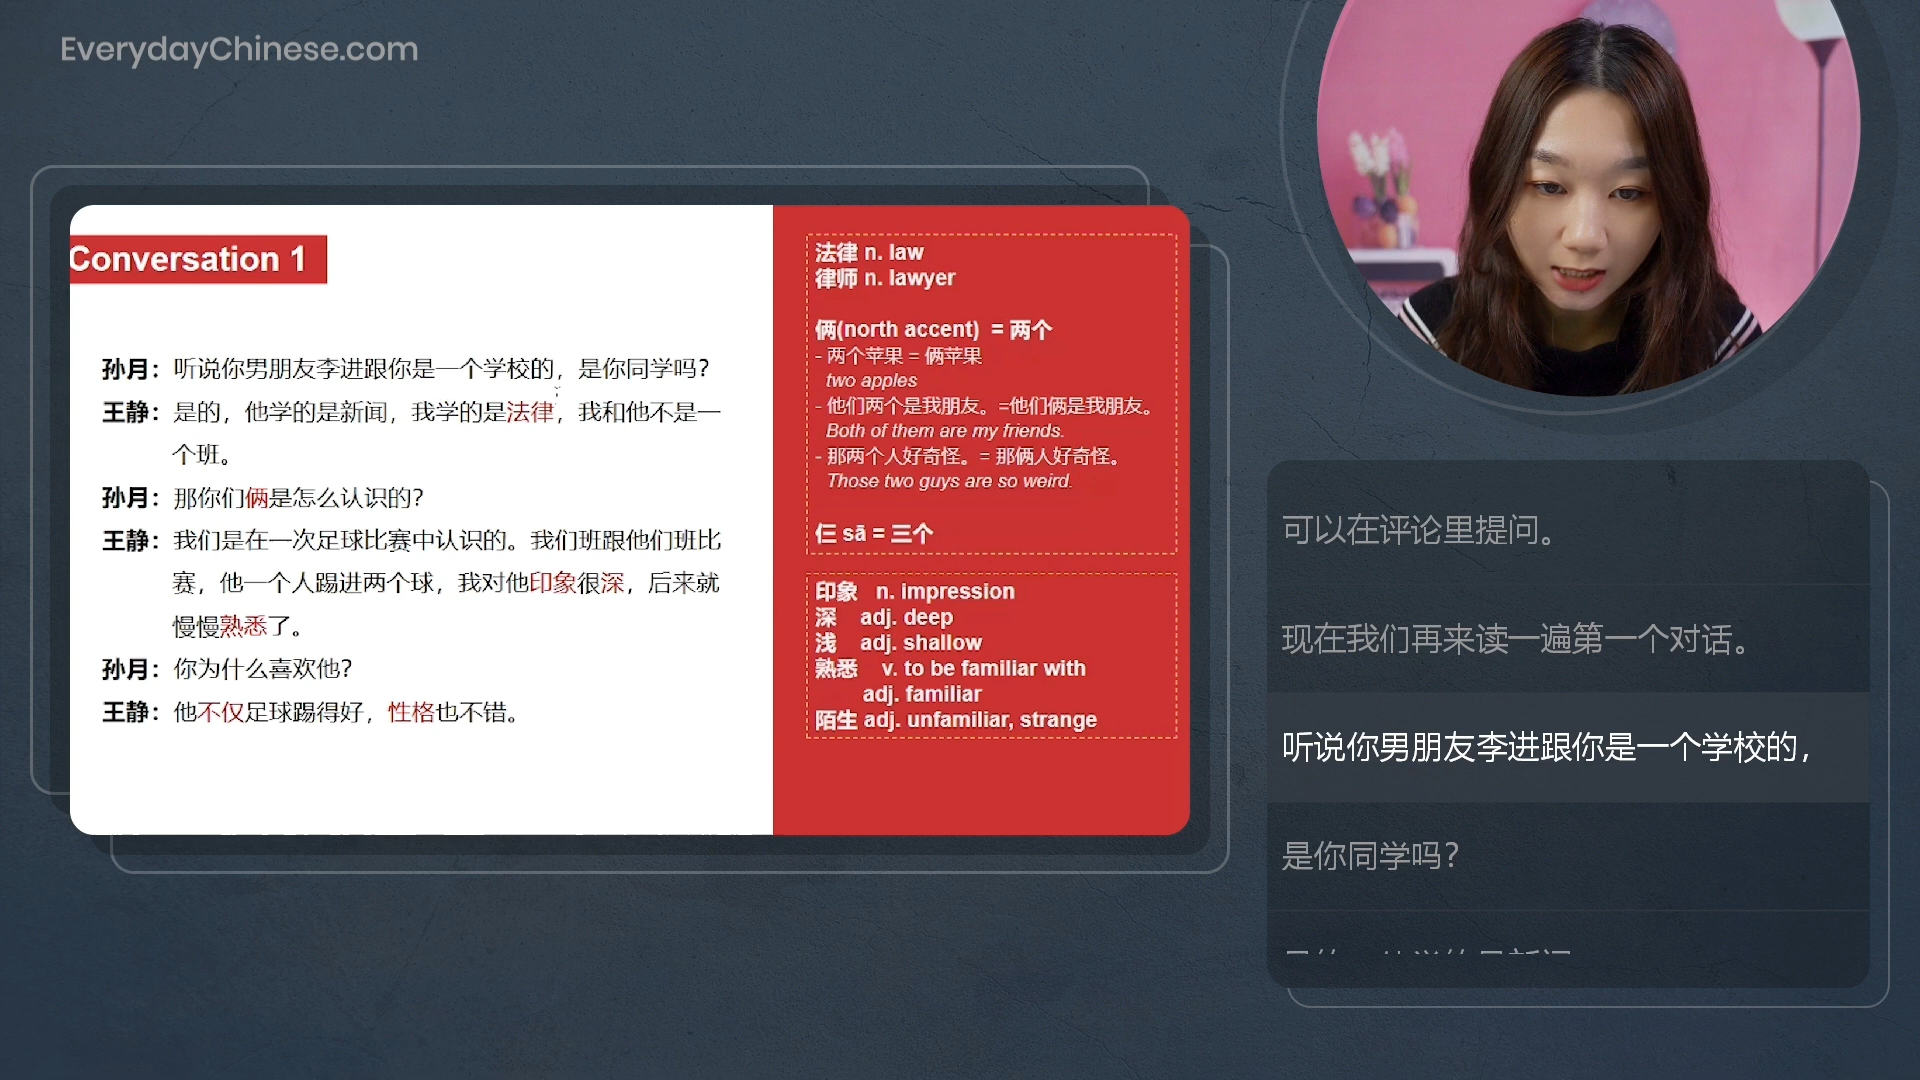 EverydayChinese.com
Conversation 1
孙月：听说你男朋友李进跟你是一个学校的，是你同学吗？
王静：是的，他学的是新闻，我学的是法律，我和他不是一
个班。
孙月：那你们俩是怎么认识的？
王静：我们是在一次足球比赛中认识的。我们班跟他们班比
赛，他一个人踢进两个球，我对他印象很深，后来就
慢慢熟悉了。
孙月：你为什么喜欢他？
王静：他不仅足球踢得好，性格也不错。
法律 n. law
律师 n. lawyer
俩(north accent) = 两个
- 两个苹果 = 俩苹果
two apples
- 他们两个是我朋友。=他们俩是我朋友。
Both of them are my friends.
- 那两个人好奇怪。= 那俩人好奇怪。
Those two guys are so weird.
仨 sā = 三个
印象 n. impression
深 adj. deep
浅 adj. shallow
熟悉 v. to be familiar with
adj. familiar
陌生 adj. unfamiliar, strange
可以在评论里提问。
现在我们再来读一遍第一个对话。
听说你男朋友李进跟你是一个学校的，
是你同学吗？